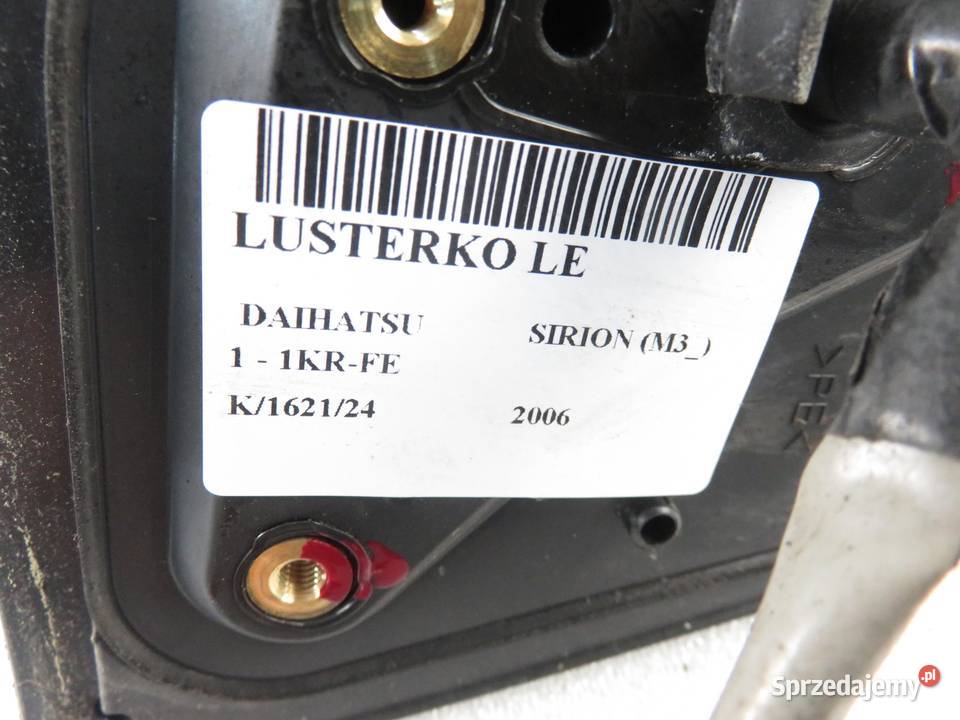 LUSTERKO LE
DAIHATSU SIRION (M3_)
1 - 1KR-FE
K/1621/24 2006
Sprzedajemy.pl